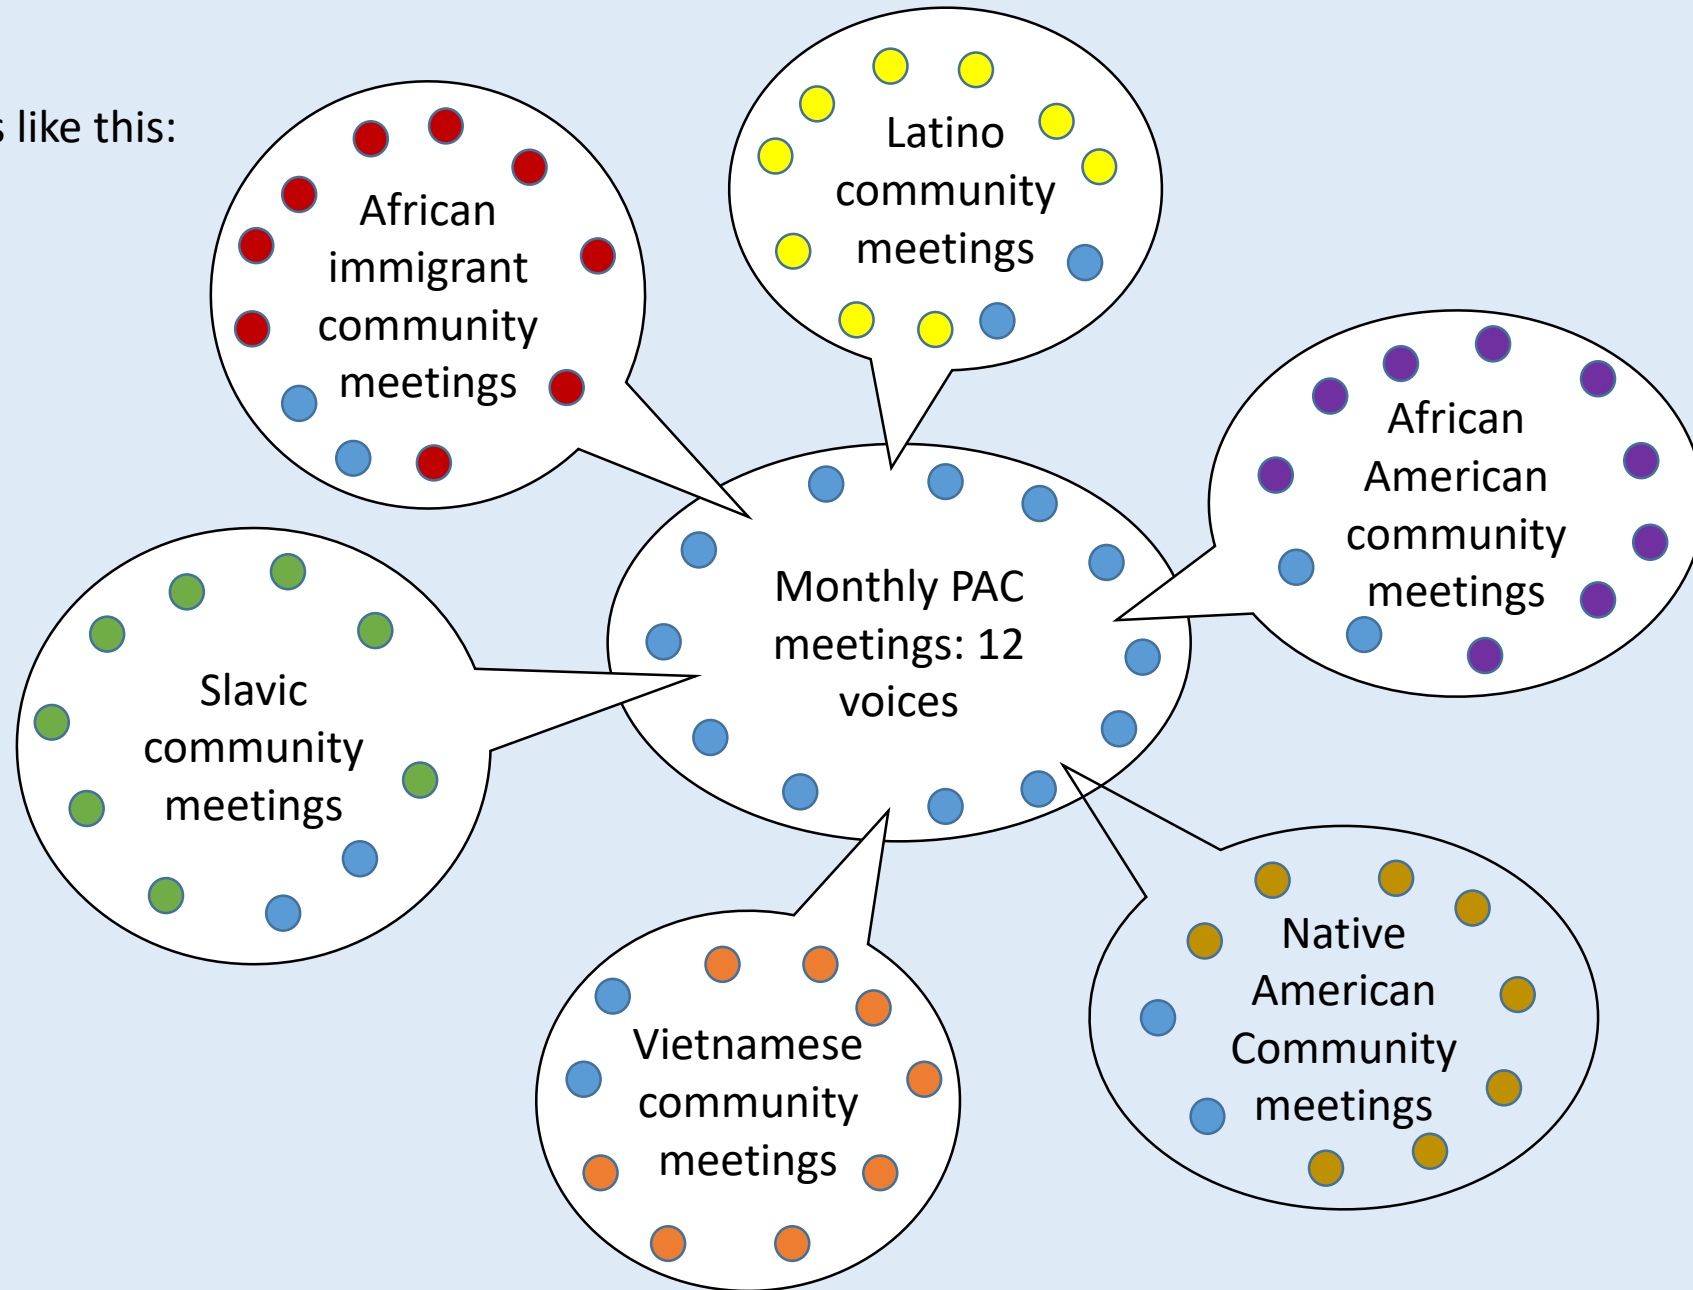 s like this:
African
immigrant
community
meetings
Latino
community
meetings
African
American
community
meetings
Monthly PAC
meetings: 12
voices
Slavic
community
meetings
Vietnamese
community
meetings
Native
American
Community
meetings